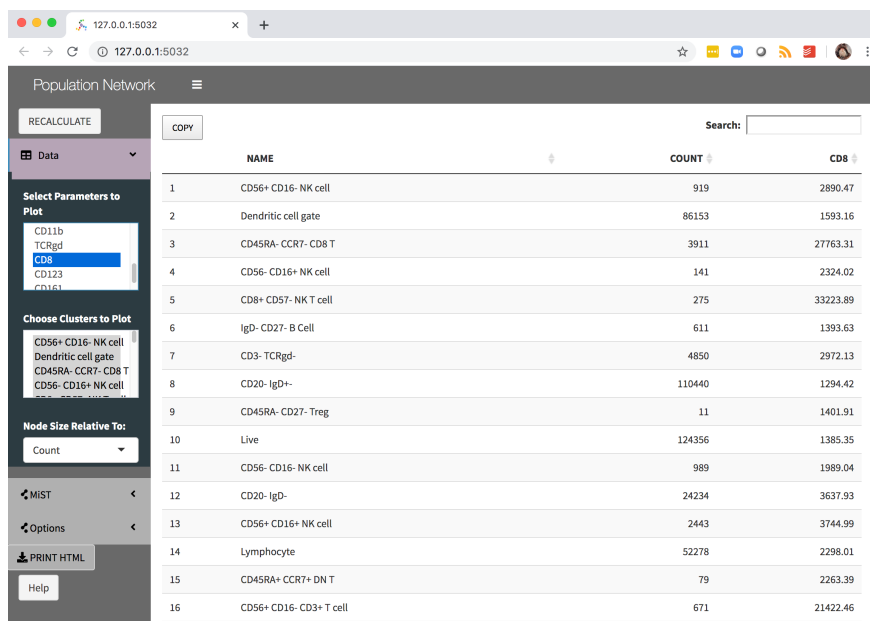 127.0.0.1:5032
127.0.0.1:5032
Population Network
RECALCULATE
Data
Select Parameters to
Plot
CD11b
TCRgd
CD8
CD123
CD161
Choose Clusters to Plot
CD56+ CD16- NK cell
Dendritic cell gate
CD45RA- CCR7- CD8 T
CD56- CD16+ NK cell
Node Size Relative To:
Count
MiST
Options
PRINT HTML
Help
COPY
Search:
NAME COUNT CD8
1 CD56+ CD16- NK cell 919 2890.47
2 Dendritic cell gate 86153 1593.16
3 CD45RA- CCR7- CD8 T 3911 27763.31
4 CD56- CD16+ NK cell 141 2324.02
5 CD8+ CD57- NK T cell 275 33223.89
6 IgD- CD27- B Cell 611 1393.63
7 CD3- TCRgd- 4850 2972.13
8 CD20- IgD+- 110440 1294.42
9 CD45RA- CD27- Treg 11 1401.91
10 Live 124356 1385.35
11 CD56- CD16- NK cell 989 1989.04
12 CD20- IgD- 24234 3637.93
13 CD56+ CD16+ NK cell 2443 3744.99
14 Lymphocyte 52278 2298.01
15 CD45RA+ CCR7+ DN T 79 2263.39
16 CD56+ CD16- CD3+ T cell 671 21422.46